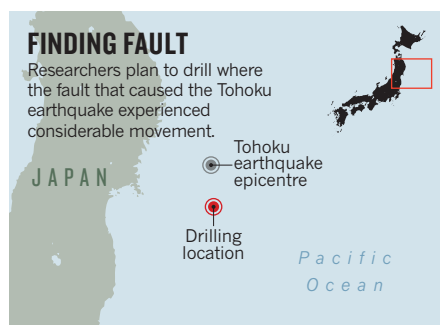 FINDING FAULT
Researchers plan to drill where
the fault that caused the Tohoku
earthquake experienced
considerable movement.
Tohoku
earthquake
epicentre
JAPAN
Drilling
location
Pacific
Ocean